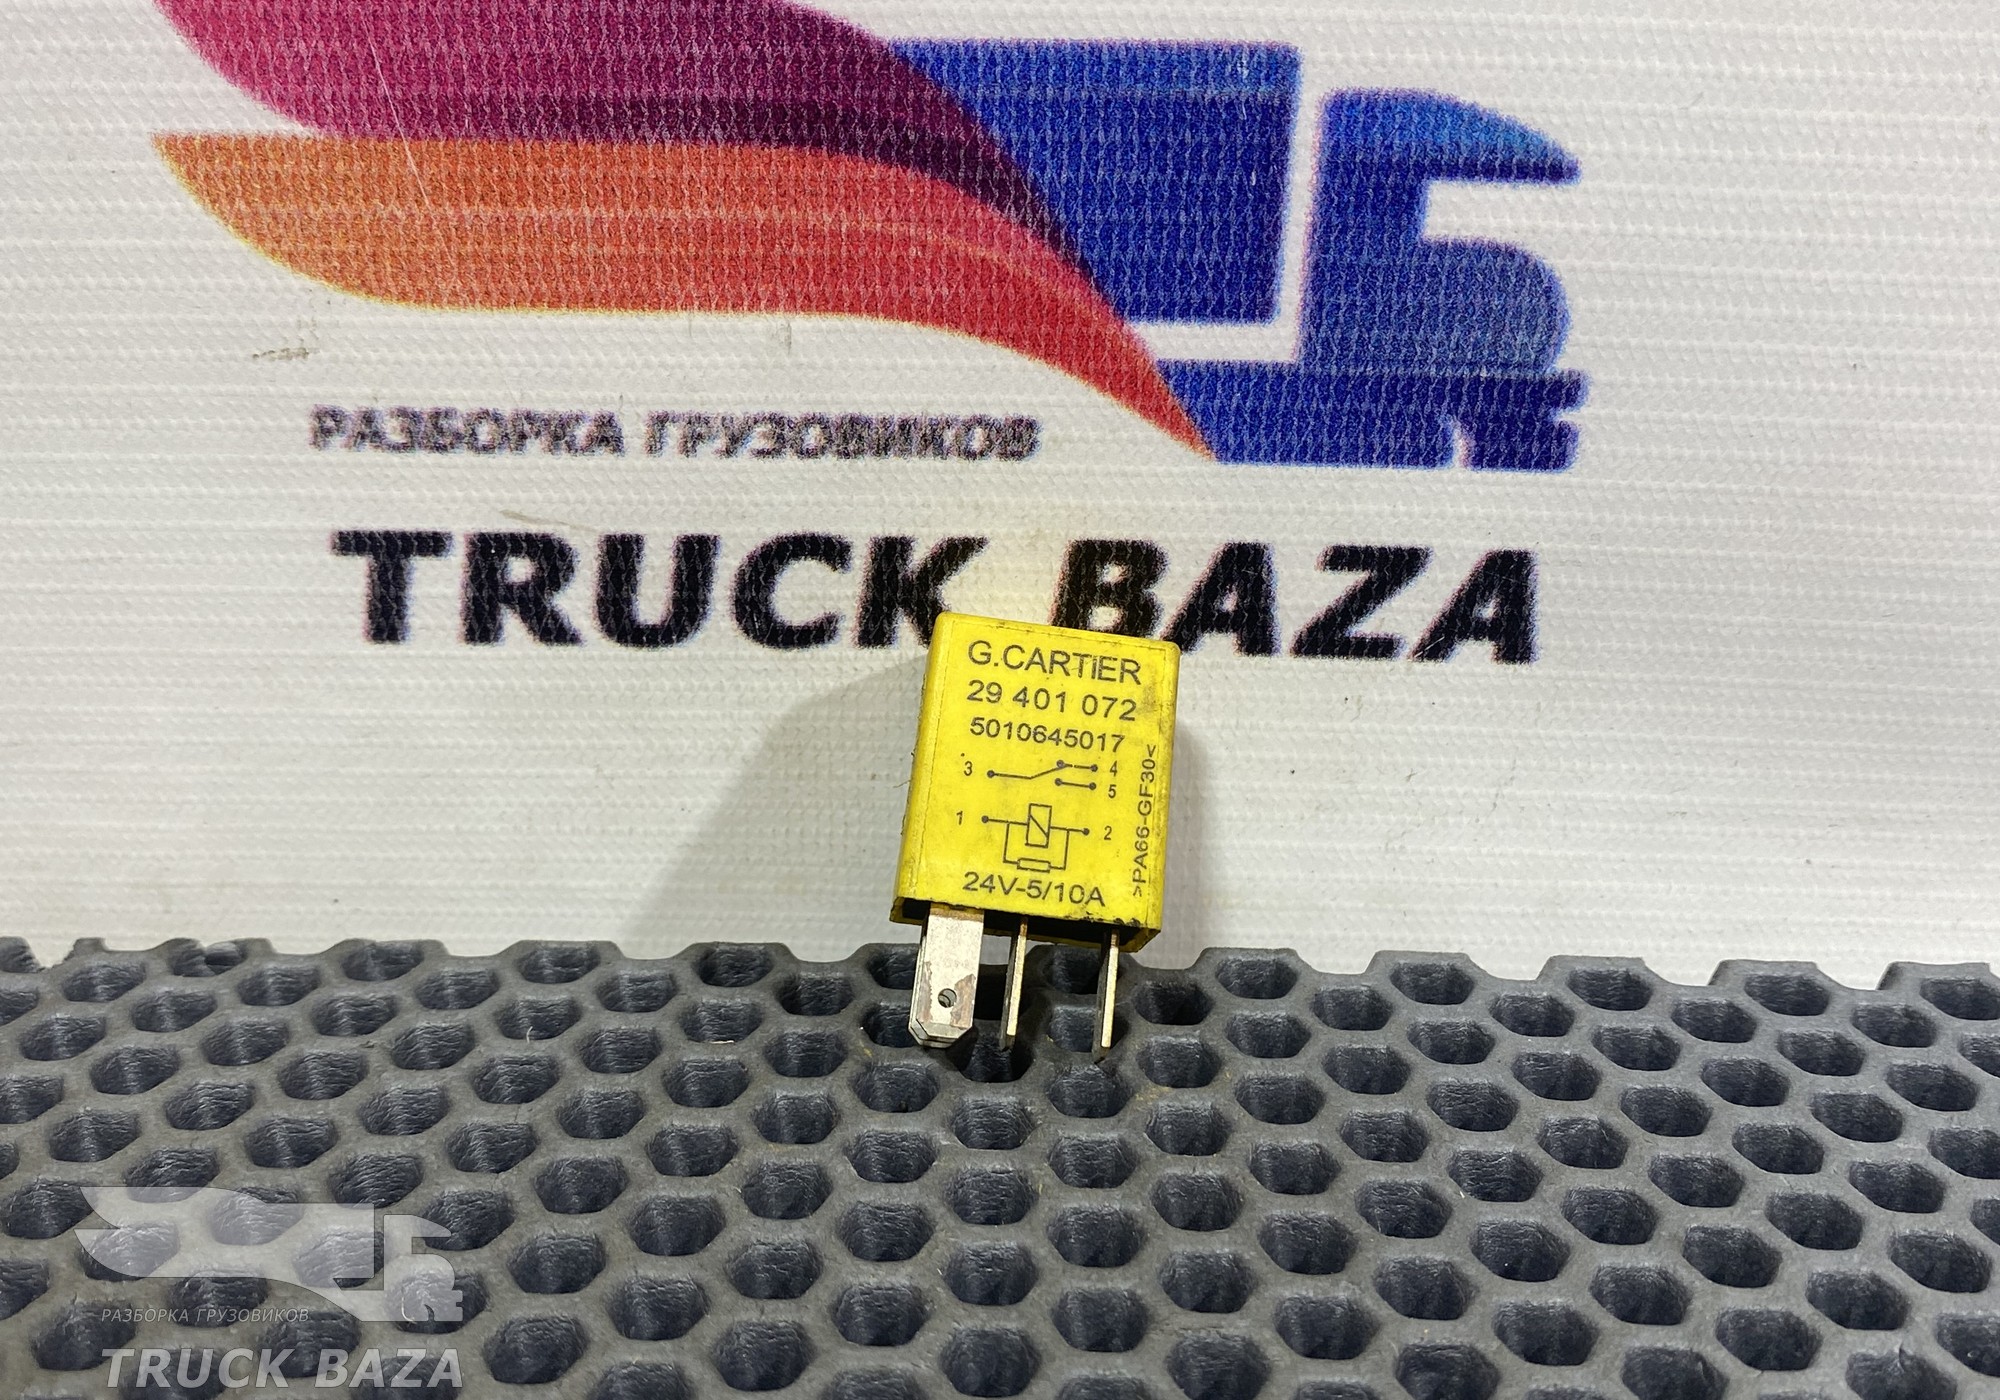 РАЗБОРКА ГРУЗОВИКОВ
TRUCK BAZA
G.CARTIER
29 401 072
5010645017
3
4
5
1
2
24V-5/10A
>PA66-GF30<
РАЗБОРКА ГРУЗОВИКОВ
TRUCK BAZA